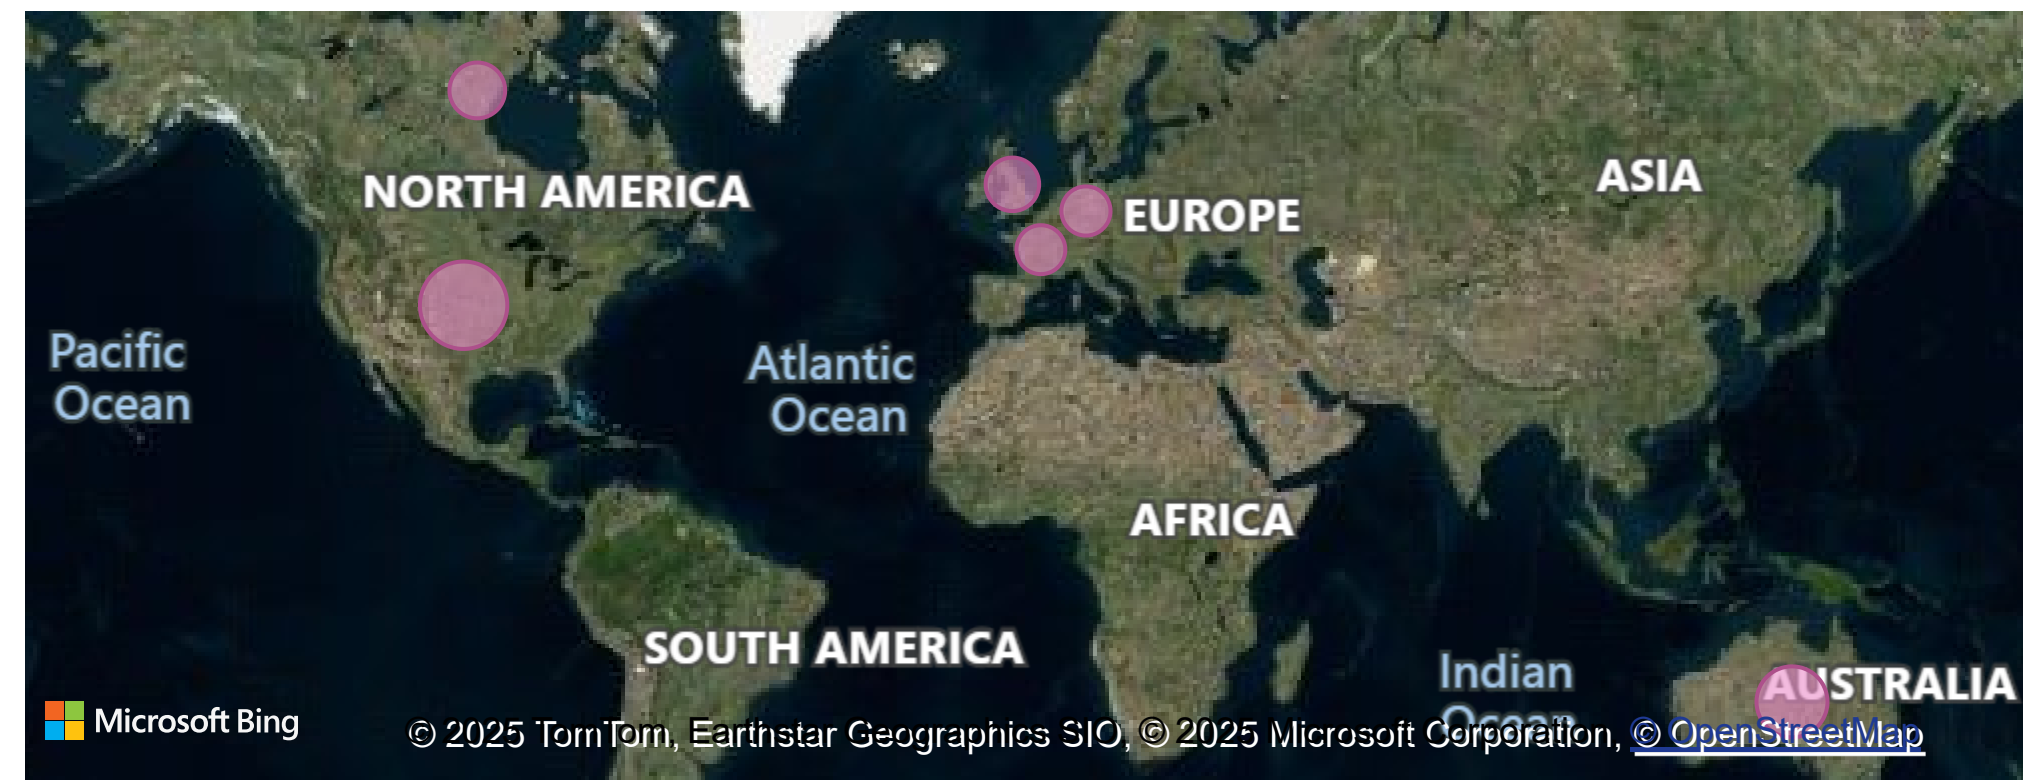 NORTH AMERICA
ASIA
EUROPE
Pacific
Ocean
Atlantic
Ocean
AFRICA
SOUTH AMERICA
Indian
Ocean
AUSTRALIA
Microsoft Bing
© 2025 TomTom, Earthstar Geographics SIO, © 2025 Microsoft Corporation, © OpenStreetMap